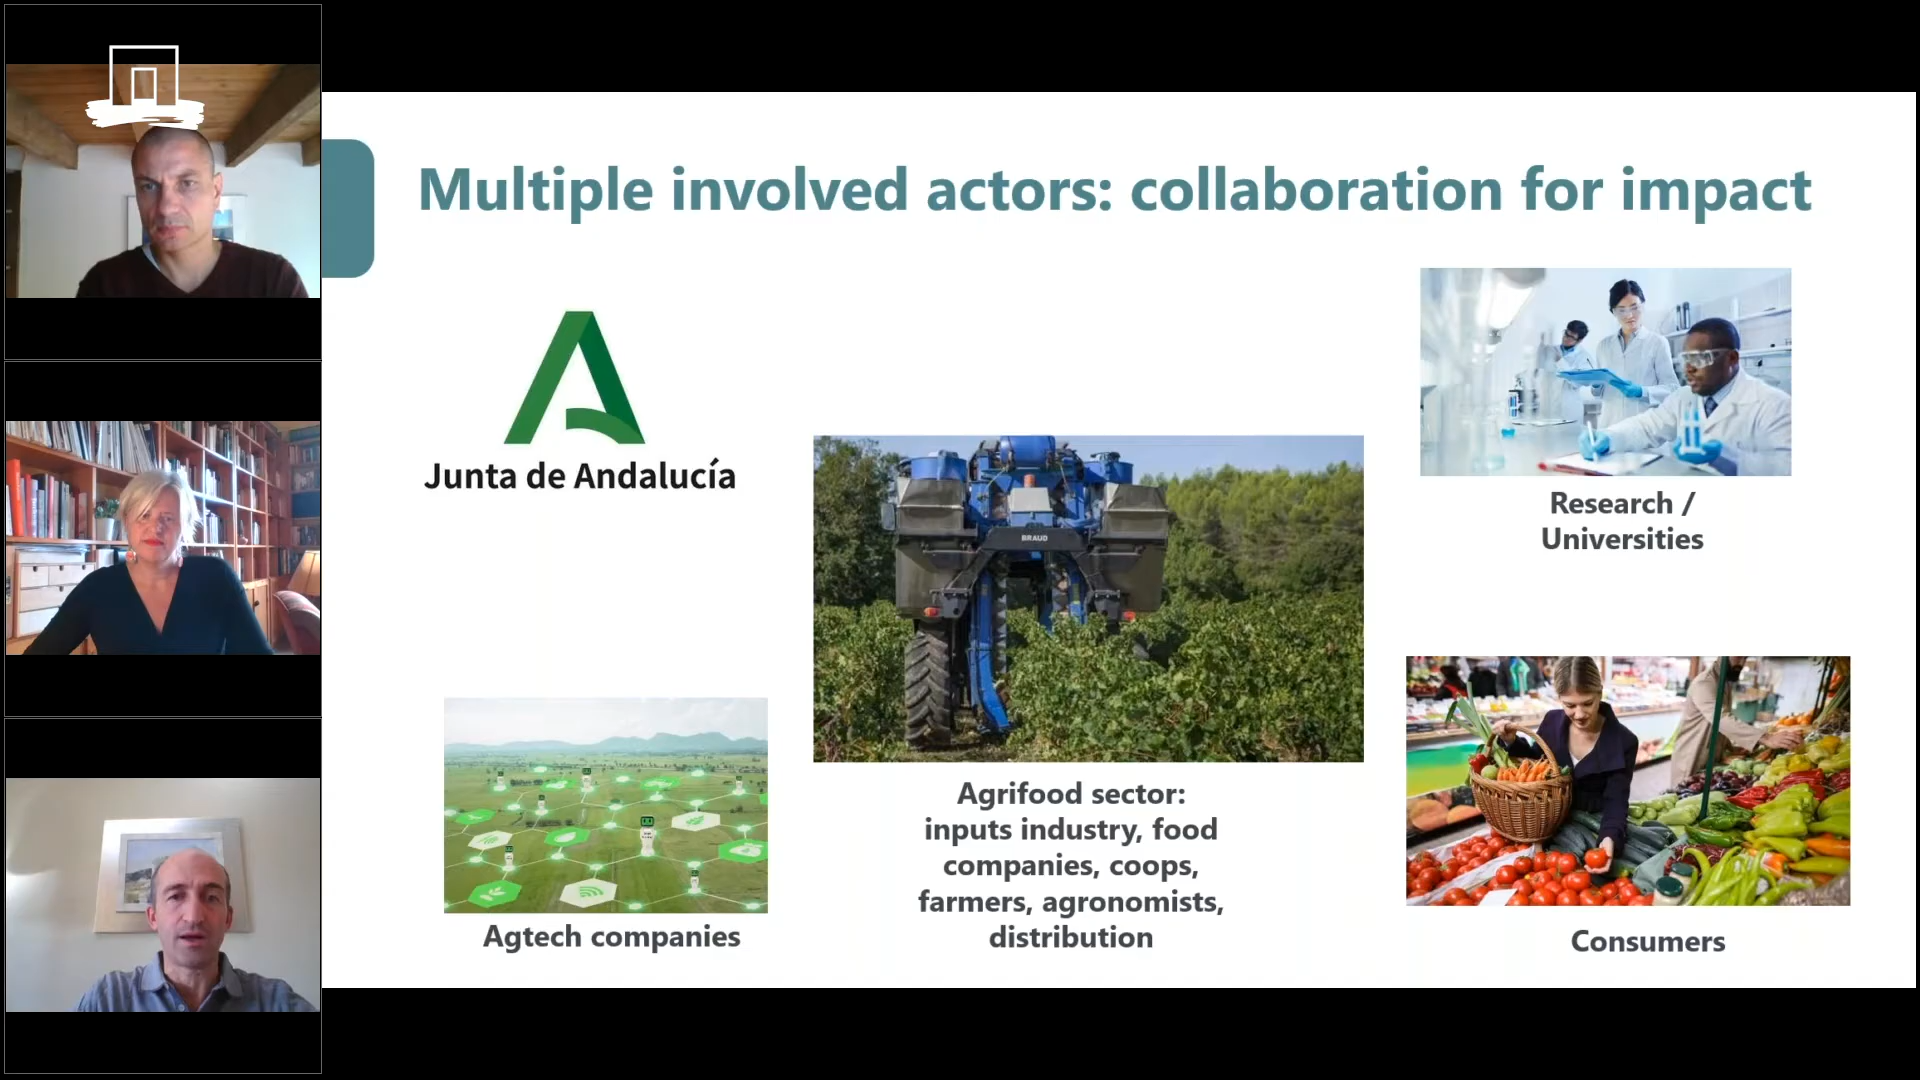 Multiple involved actors: collaboration for impact
Junta de Andalucía
BRAUD
Research /
Universities
Agtech companies
Agrifood sector:
inputs industry, food
companies, coops,
farmers, agronomists,
distribution
Consumers